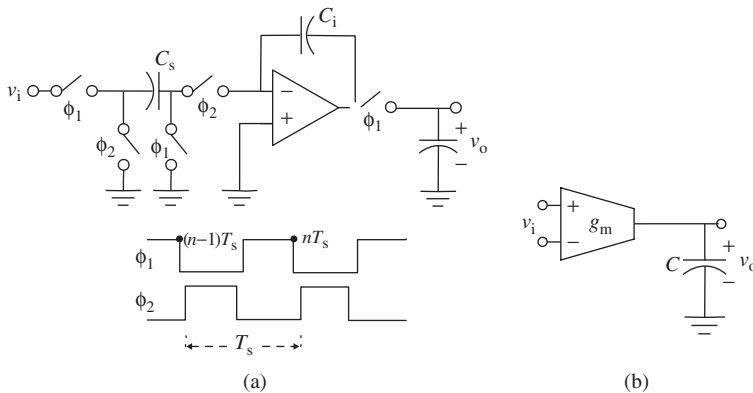 C_i
C_s
v_i
ϕ_1
ϕ_2
−
+
ϕ_2
ϕ_1
ϕ_1
+
v_o
−
(n−1)T_s
nT_s
ϕ_1
ϕ_2
T_s
(a)
v_i
+
−
g_m
C
+
v_o
−
(b)